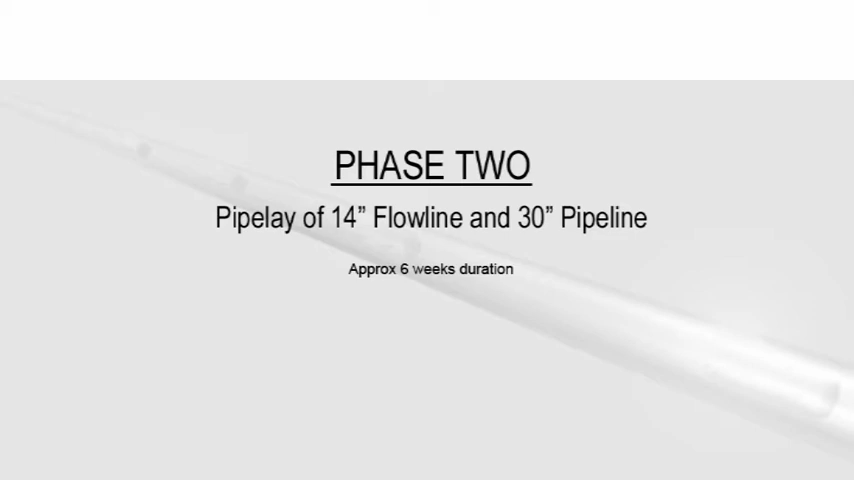 PHASE TWO
Pipelay of 14” Flowline and 30” Pipeline
Approx 6 weeks duration